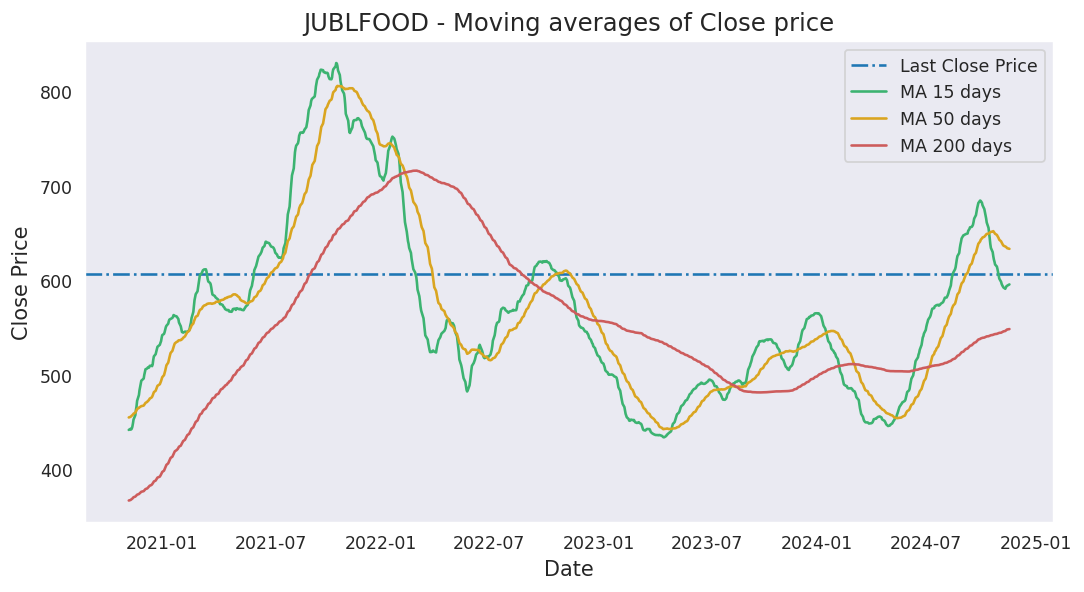 JUBLFOOD - Moving averages of Close price
Last Close Price
MA 15 days
MA 50 days
MA 200 days
Close Price
800
700
600
500
400
2021-01 2021-07 2022-01 2022-07 2023-01 2023-07 2024-01 2024-07 2025-01
Date